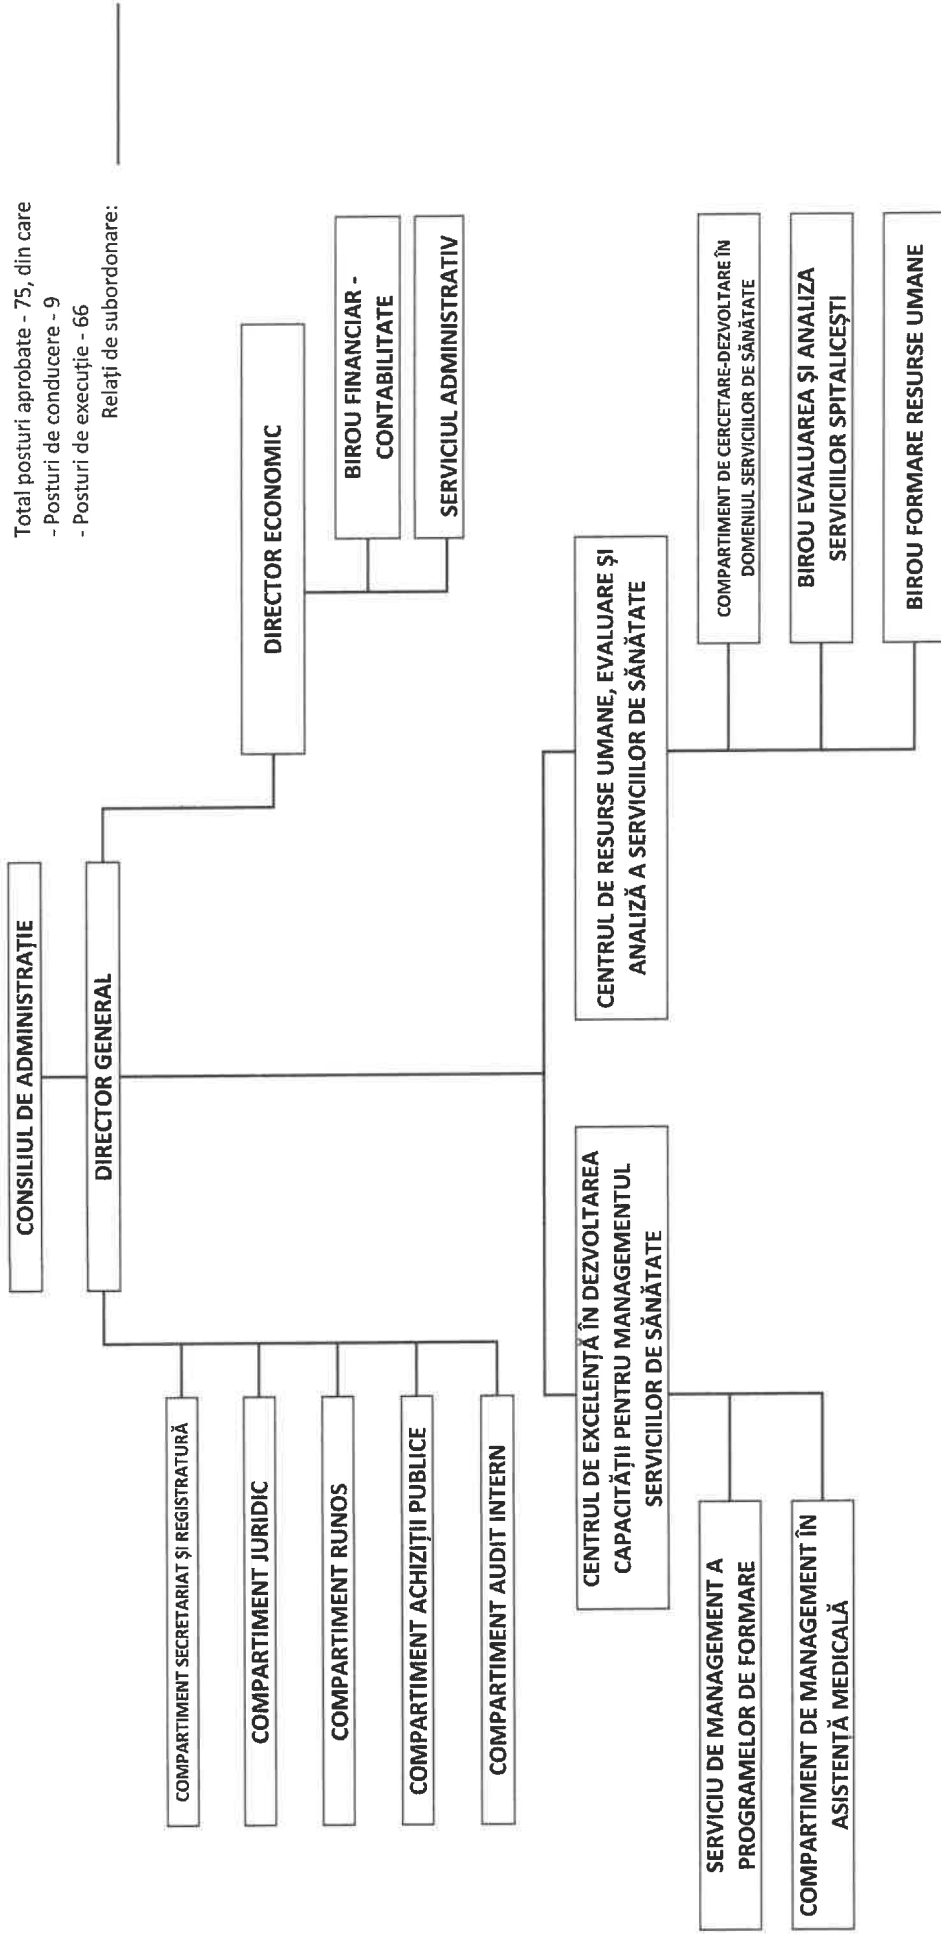 Total posturi aprobate - 75, din care
- Posturi de conducere - 9
- Posturi de execuție - 66
Relați de subordonare:
CONSILIUL DE ADMINISTRAȚIE
DIRECTOR GENERAL
DIRECTOR ECONOMIC
BIROU FINANCIAR -
CONTABILITATE
SERVICIUL ADMINISTRATIV
COMPARTIMENT SECRETARIAT ȘI REGISTRATURĂ
COMPARTIMENT JURIDIC
COMPARTIMENT RUNOS
COMPARTIMENT ACHIZIȚII PUBLICE
COMPARTIMENT AUDIT INTERN
CENTRUL DE EXCELENȚĂ ÎN DEZVOLTAREA
CAPACITĂȚII PENTRU MANAGEMENTUL
SERVICIILOR DE SĂNĂTATE
SERVICIU DE MANAGEMENT A
PROGRAMELOR DE FORMARE
COMPARTIMENT DE MANAGEMENT ÎN
ASISTENȚĂ MEDICALĂ
CENTRUL DE RESURSE UMANE, EVALUARE ȘI
ANALIZĂ A SERVICIILOR DE SĂNĂTATE
COMPARTIMENT DE CERCETARE-DEZVOLTARE ÎN
DOMENIUL SERVICIILOR DE SĂNĂTATE
BIROU EVALUAREA ȘI ANALIZA
SERVICIILOR SPITALICEȘTI
BIROU FORMARE RESURSE UMANE